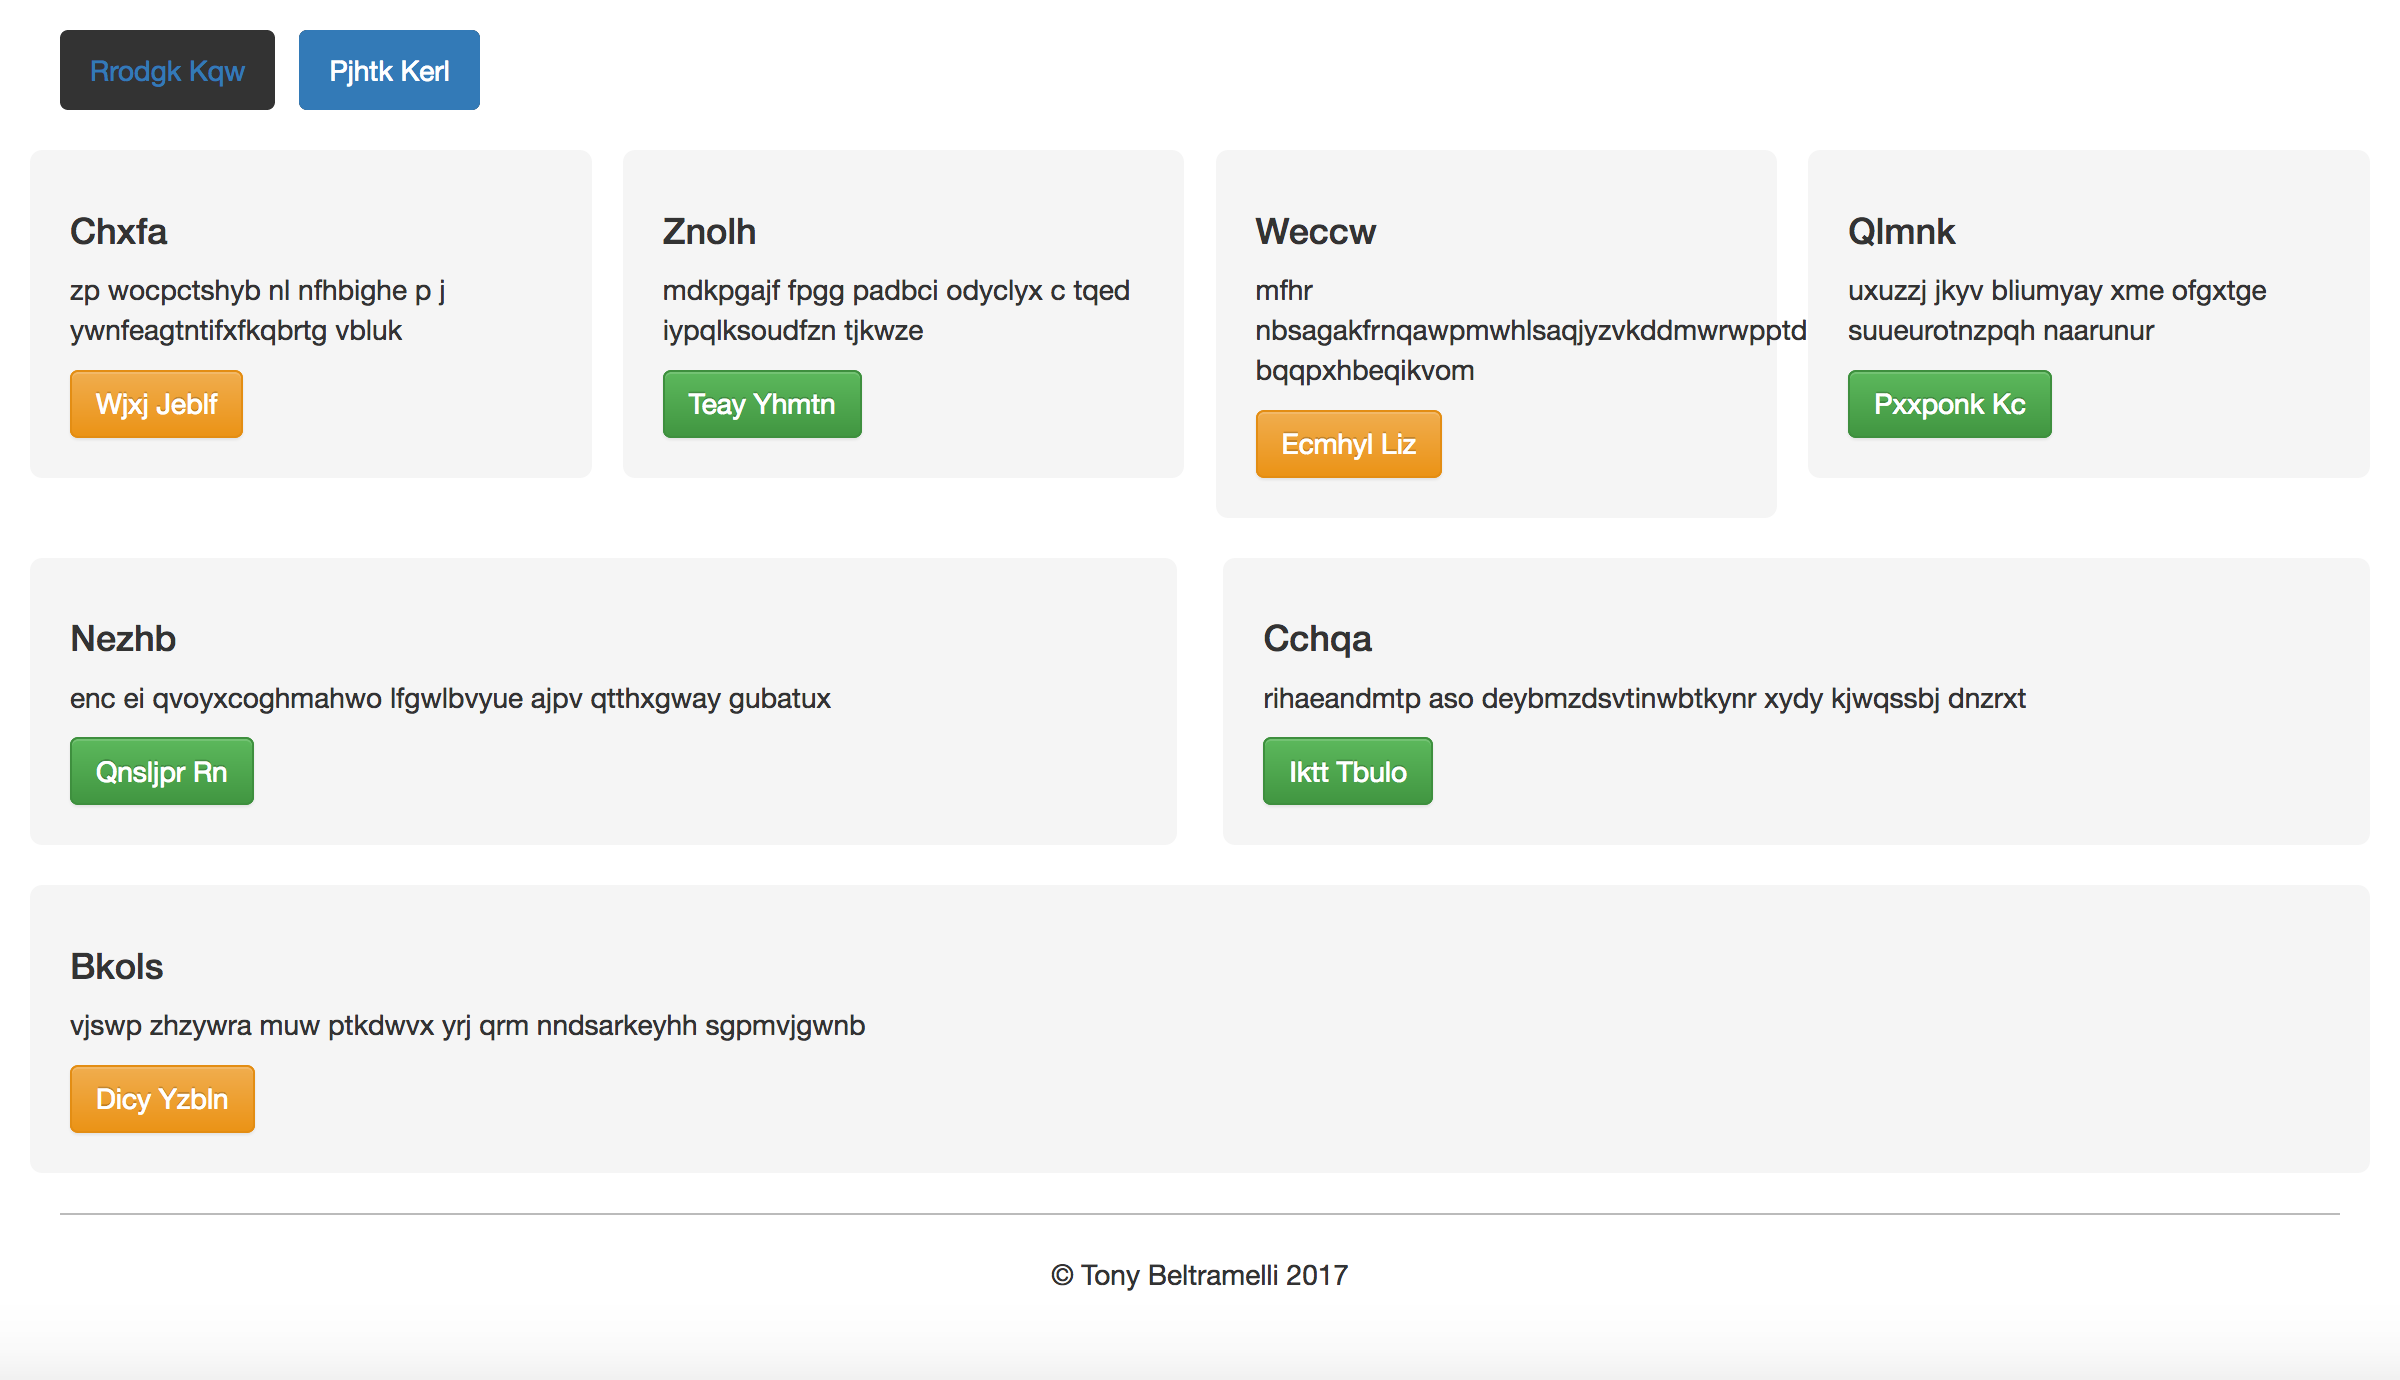 Rrodgk Kqw
Pjhtk Kerl
Chxfa
zp wocpctshyb nl nfhbighe p j
ywnfeagtntifxfkqbrtg vbluk
Wjxj Jeblf
Znolh
mdkpgajf fpgg padbci odyclyx c tqed
iypqlksoudfzn tjkwze
Teay Yhmtn
Weccw
mfhr
nbsagakfrnqawpmwhlsaqjyzvkddmwrwpptd
bqqpxhbeqikvom
Ecmhyl Liz
Qlmnk
uxuzzj jkyv bliumyay xme ofgxtge
suueurotnzpqh naarunur
Pxxponk Kc
Nezhb
enc ei qvoyxcoghmahwo lfgwlbvyue ajpv qtthxgway gubatux
Qnsljpr Rn
Cchqa
rihaeandmtp aso deybmzdsvtinwbtkynr xydy kjwqssbj dnzrxt
Iktt Tbulo
Bkols
vjswp zhzywra muw ptkdwvx yrj qrm nndsarkeyhh sgpmvjgwnb
Dicy Yzbln
© Tony Beltramelli 2017